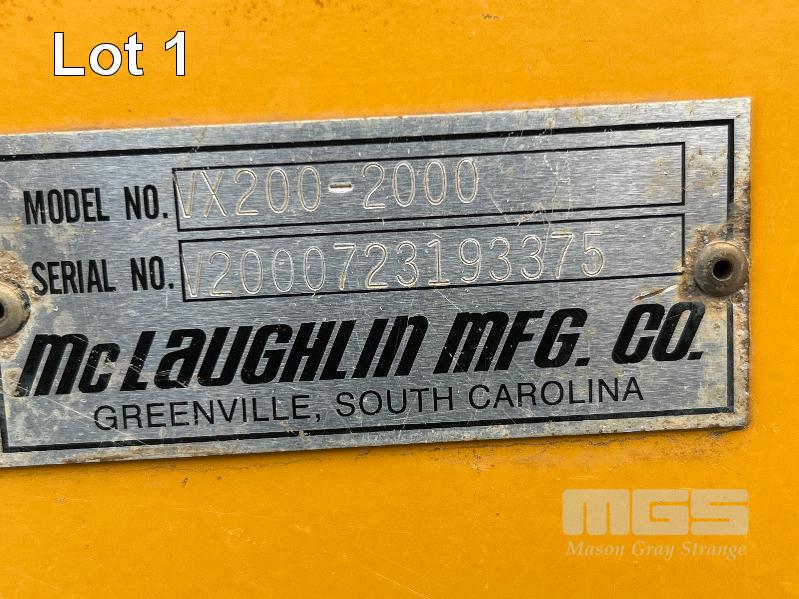 Lot 1
MODEL NO. VX200-2000
SERIAL NO. V2000723193375
McLAUGHLIN MFG. CO.
GREENVILLE, SOUTH CAROLINA
MGS
Mason Gray Strange